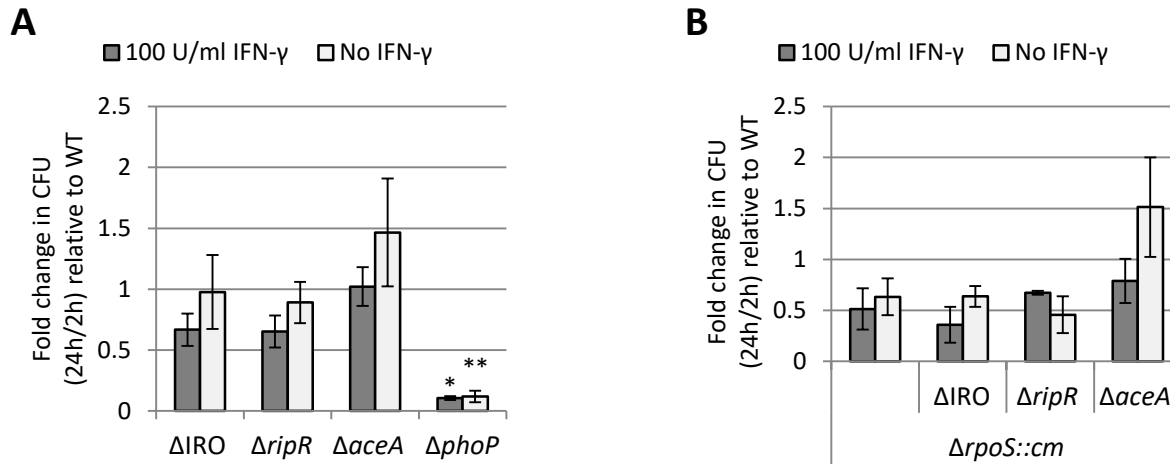 A
100 U/ml IFN-γ No IFN-γ
Fold change in CFU
(24h/2h) relative to WT
2.5
2
1.5
1
0.5
0
* **
ΔIRO ΔripR ΔaceA ΔphoP
B
100 U/ml IFN-γ No IFN-γ
Fold change in CFU
(24h/2h) relative to WT
2.5
2
1.5
1
0.5
0
ΔIRO ΔripR ΔaceA
ΔrpoS::cm